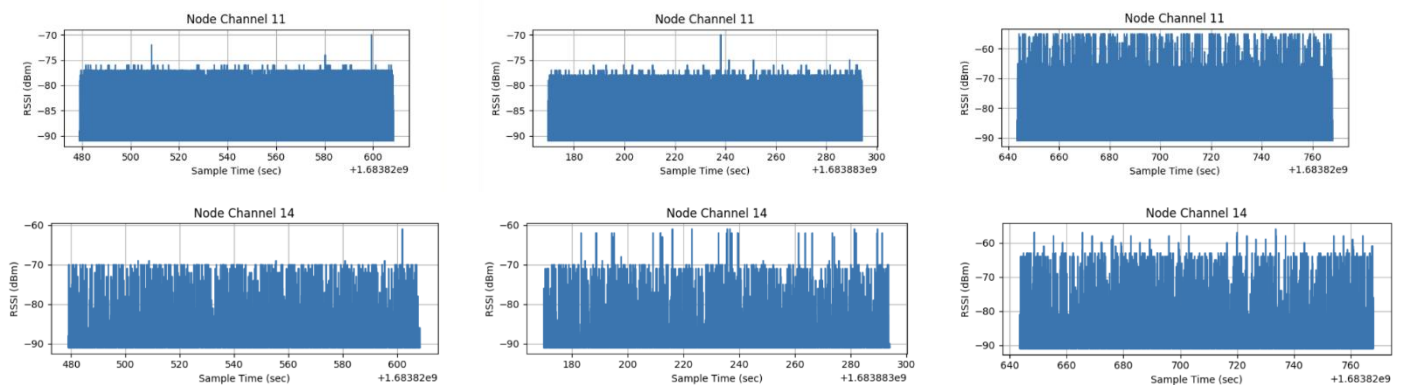 Node Channel 11
RSSI (dBm)
−70
−75
−80
−85
−90
480 500 520 540 560 580 600
Sample Time (sec)
+1.68382e9
Node Channel 11
RSSI (dBm)
−70
−75
−80
−85
−90
180 200 220 240 260 280 300
Sample Time (sec)
+1.683883e9
Node Channel 11
RSSI (dBm)
−60
−70
−80
−90
640 660 680 700 720 740 760
Sample Time (sec)
+1.68382e9
Node Channel 14
RSSI (dBm)
−60
−70
−80
−90
480 500 520 540 560 580 600
Sample Time (sec)
+1.68382e9
Node Channel 14
RSSI (dBm)
−60
−70
−80
−90
180 200 220 240 260 280 300
Sample Time (sec)
+1.683883e9
Node Channel 14
RSSI (dBm)
−60
−70
−80
−90
640 660 680 700 720 740 760
Sample Time (sec)
+1.68382e9